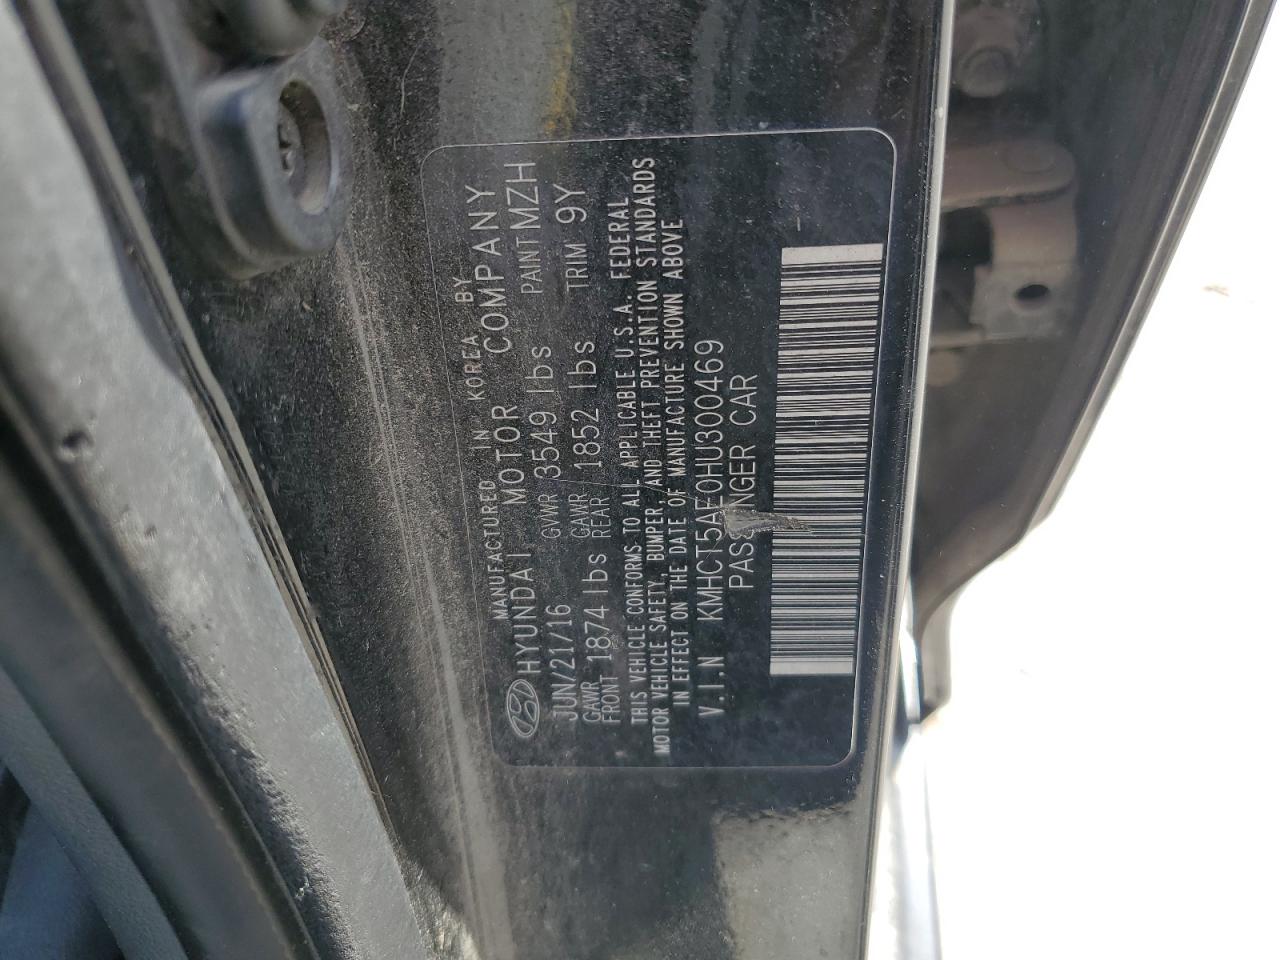 MANUFACTURED IN KOREA BY
HYUNDAI MOTOR COMPANY
JUN/21/16 GVWR 3549 lbs PAINT MZH
GAWR FRONT 1874 lbs GAWR REAR 1852 lbs TRIM 9Y
THIS VEHICLE CONFORMS TO ALL APPLICABLE U.S.A. FEDERAL
MOTOR VEHICLE SAFETY, BUMPER, AND THEFT PREVENTION STANDARDS
IN EFFECT ON THE DATE OF MANUFACTURE SHOWN ABOVE
V.I.N KMHCT5AE0HU300469
PASSENGER CAR